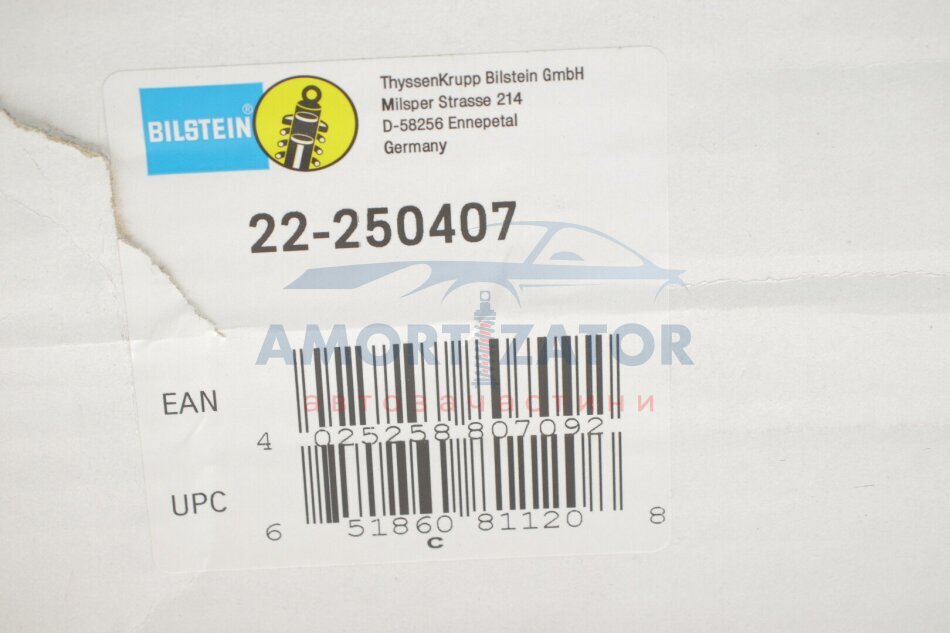 BILSTEIN®
ThyssenKrupp Bilstein GmbH
Milsper Strasse 214
D-58256 Ennepetal
Germany
22-250407
AMORTIZATOR
автозачастини
EAN
4 025258 807092
UPC
6 51860 81120 8
C